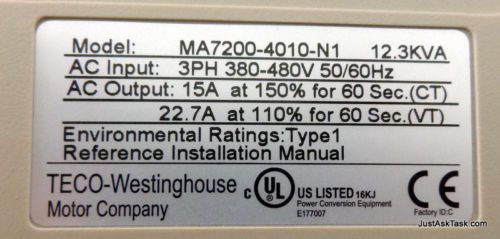 Model: MA7200-4010-N1 12.3KVA
AC Input: 3PH 380-480V 50/60Hz
AC Output: 15A at 150% for 60 Sec.(CT)
22.7A at 110% for 60 Sec.(VT)
Environmental Ratings:Type1
Reference Installation Manual
TECO-Westinghouse
Motor Company
c UL US LISTED 16KJ
Power Conversion Equipment
E177007
CE
Factory ID:C
JustAskTask.com